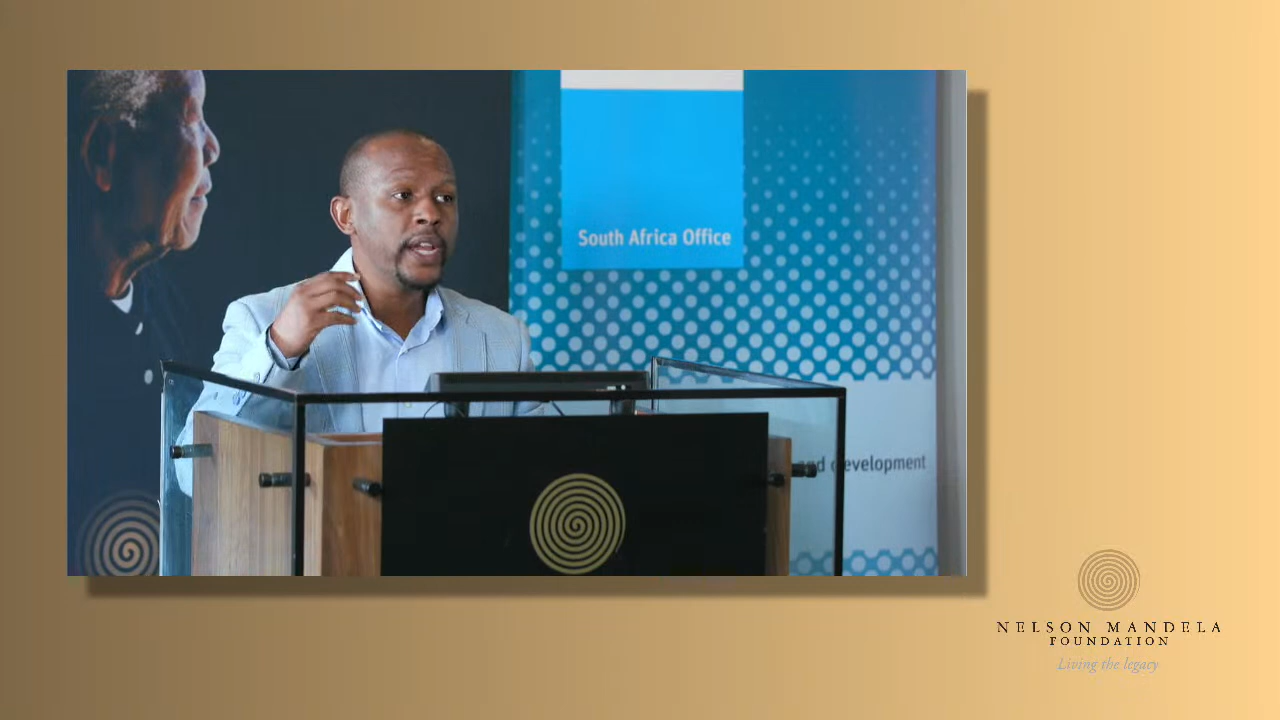 South Africa Office
development
NELSON MANDELA
FOUNDATION
Living the legacy